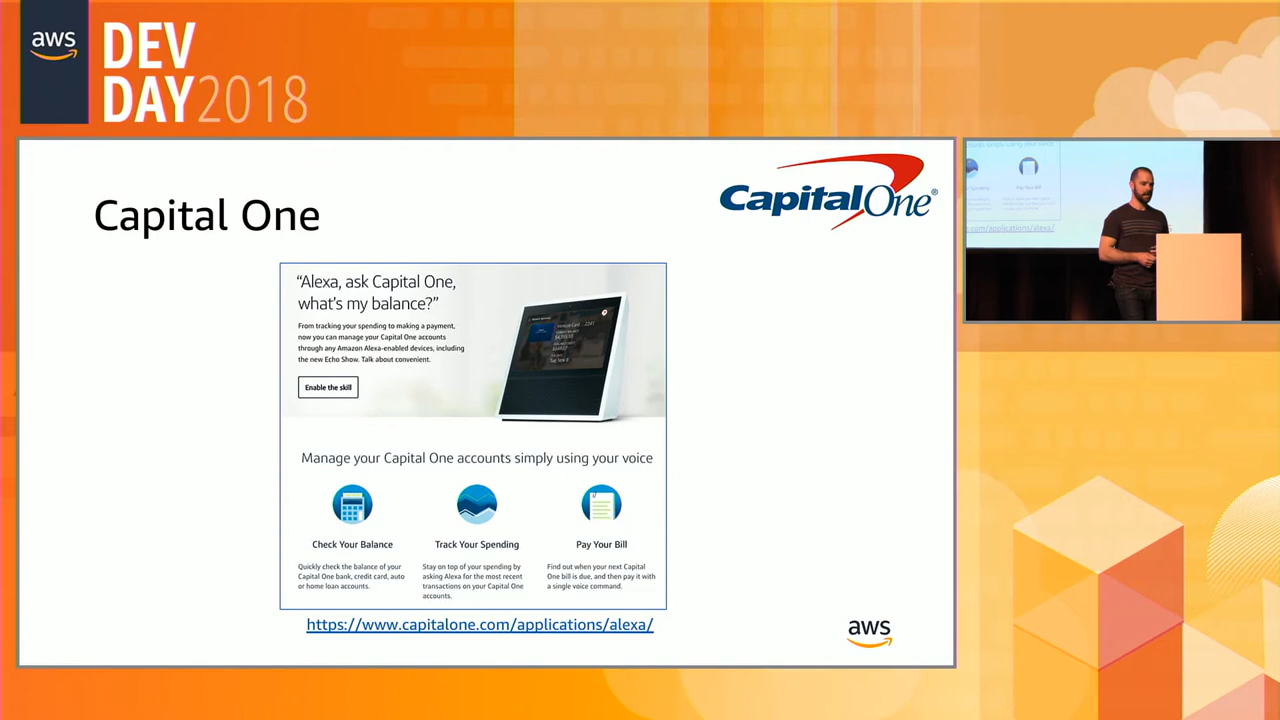 aws
DEV
DAY2018
Capital One
CapitalOne®
“Alexa, ask Capital One,
what's my balance?”
From tracking your spending to making a payment,
now you can manage your Capital One accounts
through any Amazon Alexa-enabled devices, including
the new Echo Show. Talk about convenient.
Enable the skill
Manage your Capital One accounts simply using your voice
Check Your Balance
Quickly check the balance of your
Capital One bank, credit card, auto
or home loan accounts.
Track Your Spending
Stay on top of your spending by
asking Alexa for the most recent
transactions on your Capital One
accounts.
Pay Your Bill
Find out when your next Capital
One bill is due, and then pay it with
a single voice command.
https://www.capitalone.com/applications/alexa/
aws
Pay Your Bill
com/applications/alexa/